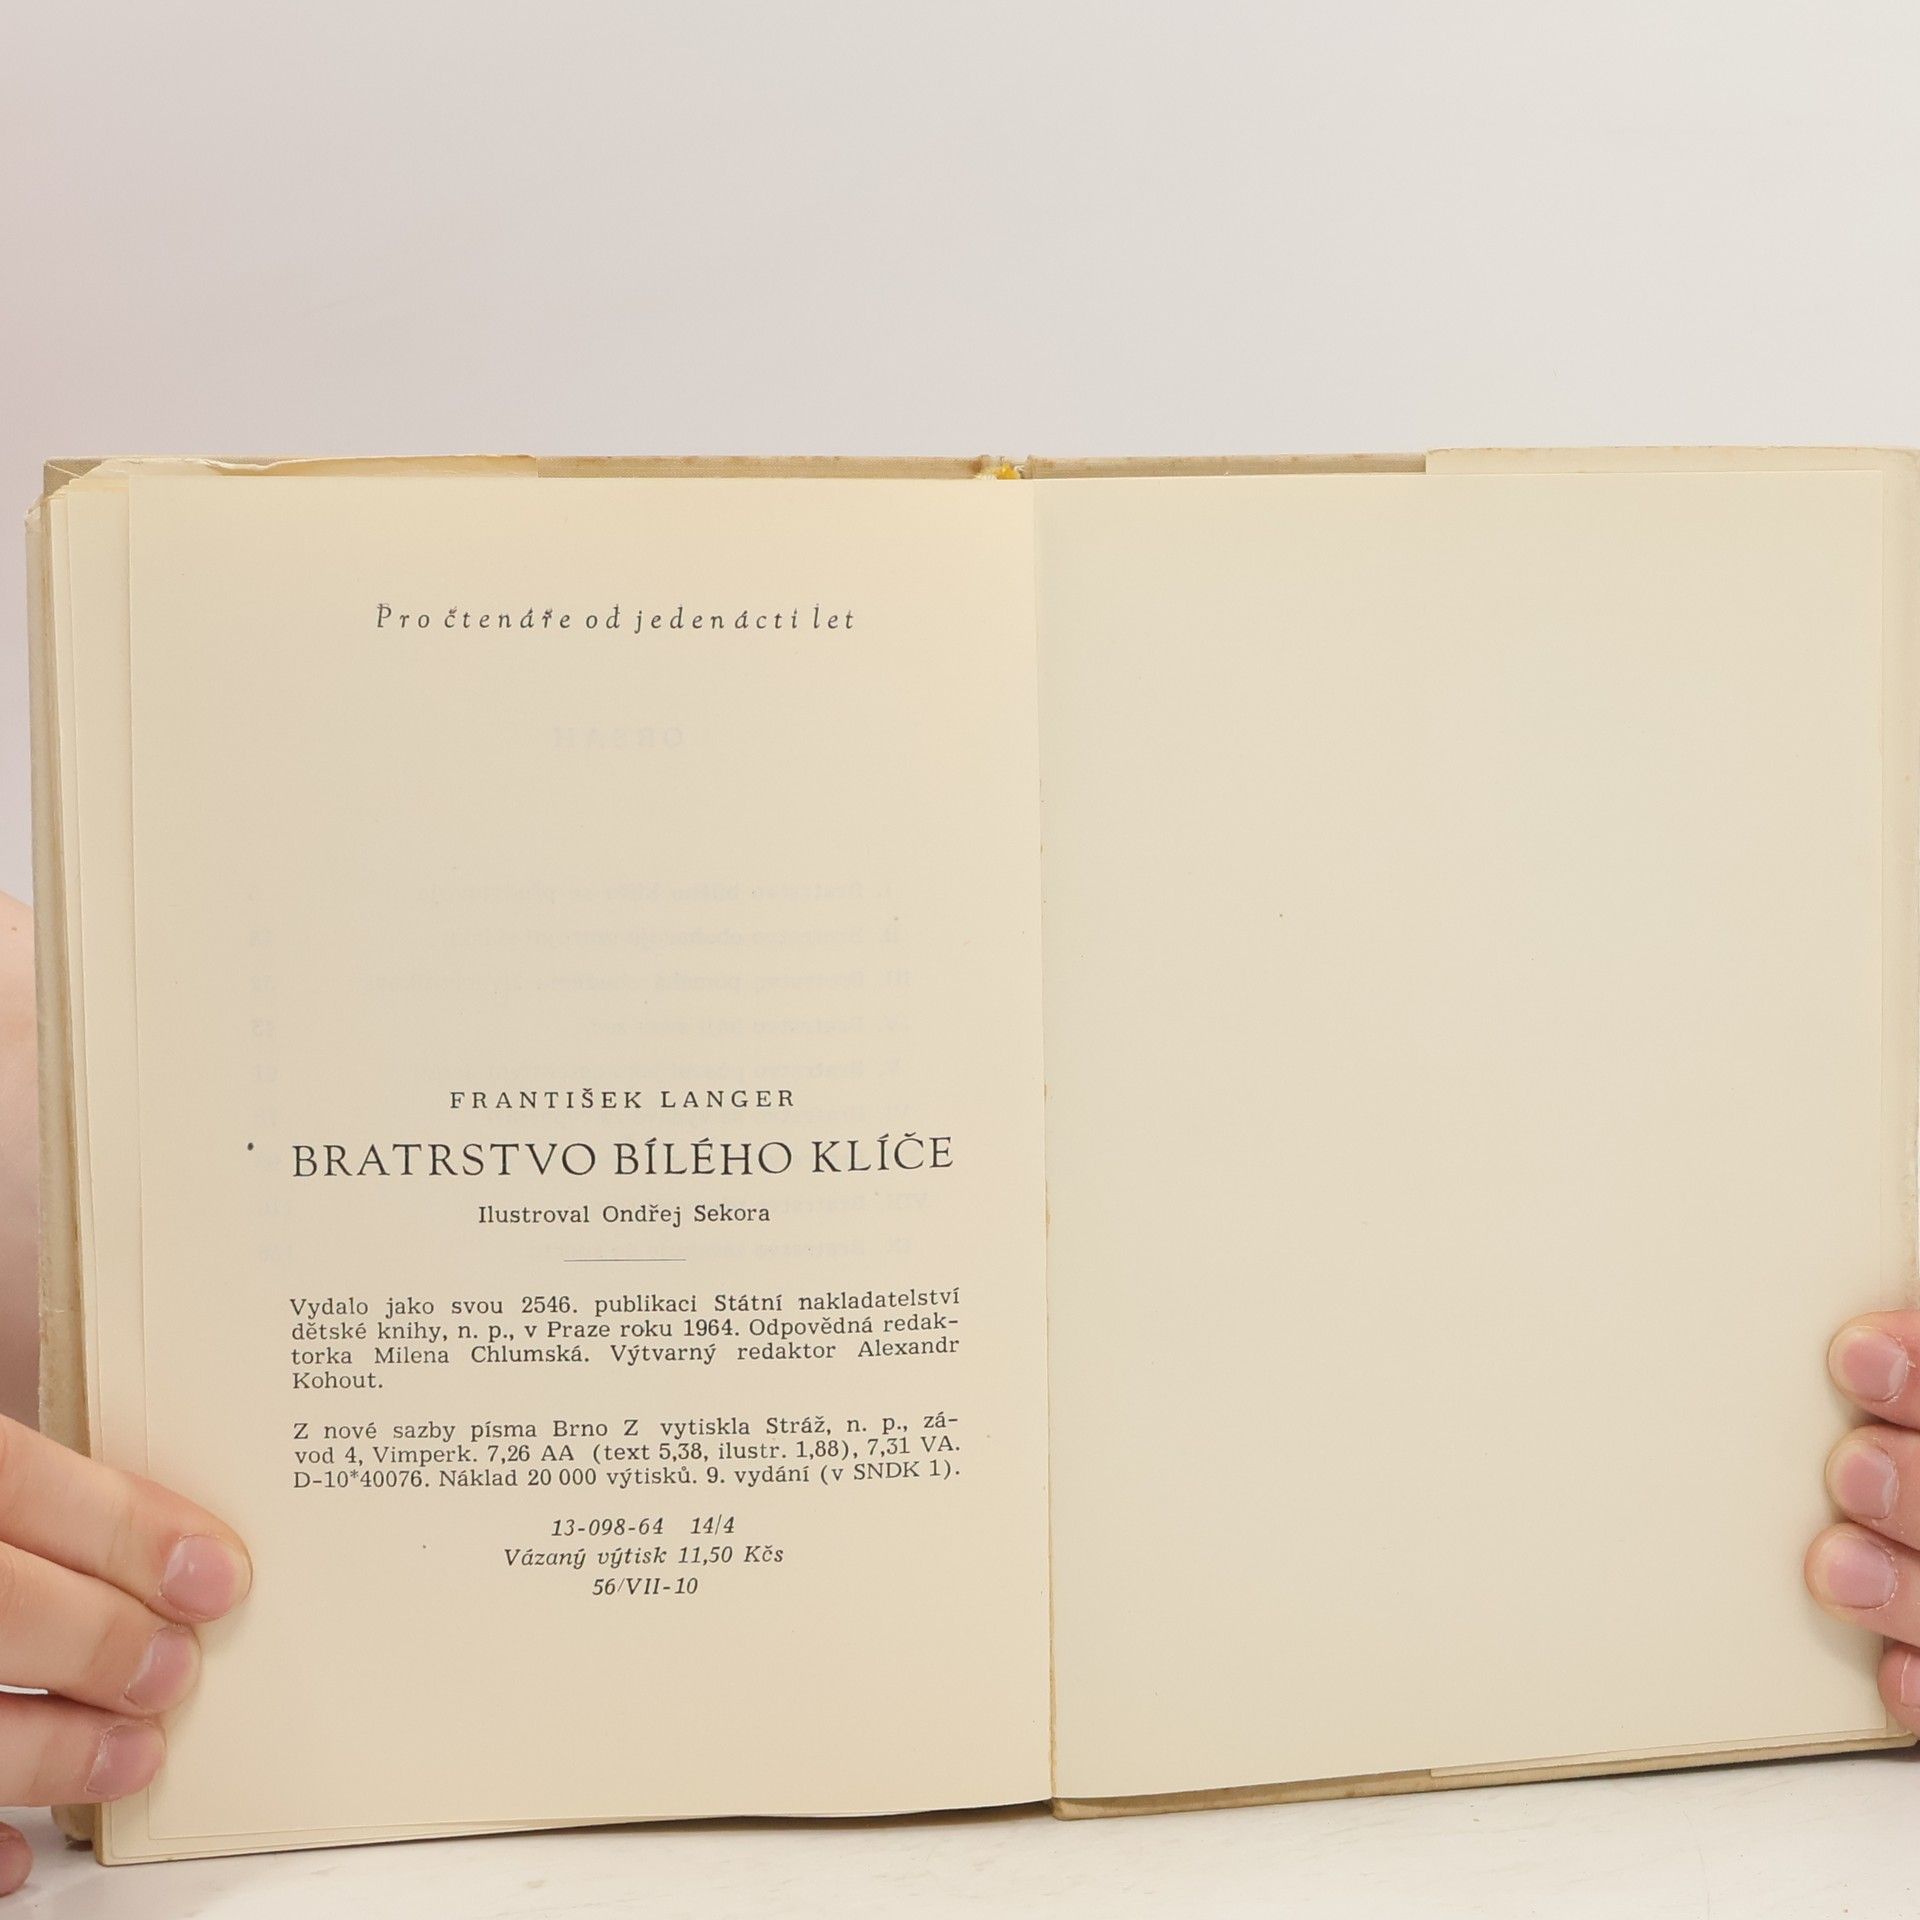 Pro čtenáře od jedenácti let
FRANTIŠEK LANGER
BRATRSTVO BÍLÉHO KLÍČE
Ilustroval Ondřej Sekora
Vydalo jako svou 2546. publikaci Státní nakladatelství
dětské knihy, n. p., v Praze roku 1964. Odpovědná redak-
torka Milena Chlumská. Výtvarný redaktor Alexandr
Kohout.
Z nové sazby písma Brno Z vytiskla Stráž, n. p., zá-
vod 4, Vimperk. 7,26 AA (text 5,38, ilustr. 1,88), 7,31 VA.
D-10*40076. Náklad 20 000 výtisků. 9. vydání (v SNDK 1).
13-098-64 14/4
Vázaný výtisk 11,50 Kčs
56/VII-10